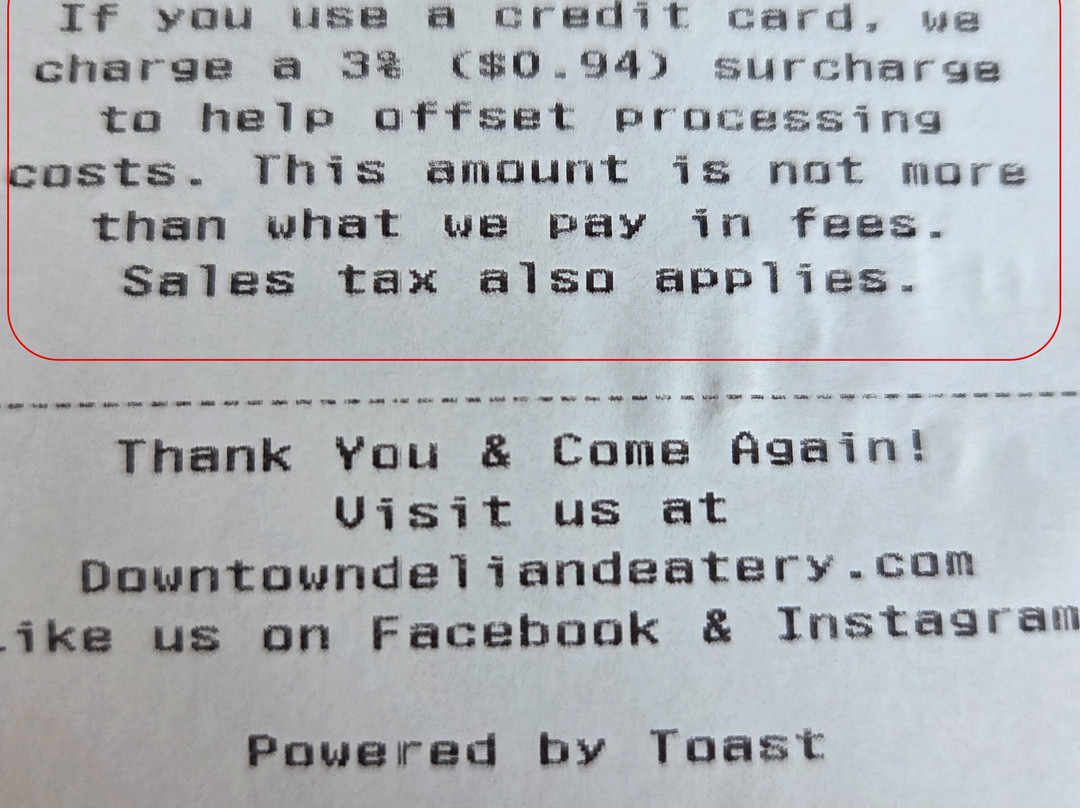 If you use a credit card, we
charge a 3% ($0.94) surcharge
to help offset processing
costs. This amount is not more
than what we pay in fees.
Sales tax also applies.
Thank You & Come Again!
Visit us at
Downtowndeliandeatery.com
Like us on Facebook & Instagram
Powered by Toast